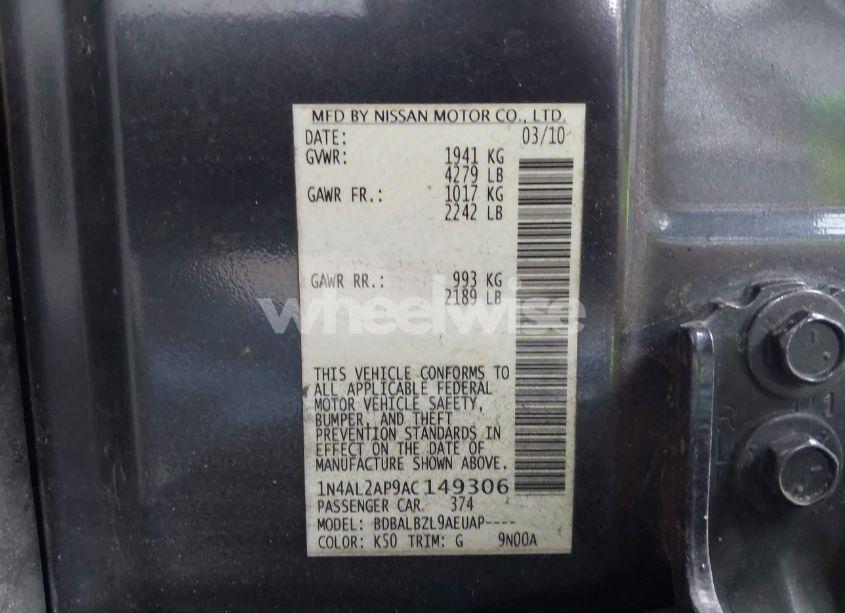 MFD BY NISSAN MOTOR CO., LTD.
DATE: 03/10
GVWR: 1941 KG
4279 LB
GAWR FR.: 1017 KG
2242 LB
GAWR RR.: 993 KG
2189 LB
wheelwise
THIS VEHICLE CONFORMS TO
ALL APPLICABLE FEDERAL
MOTOR VEHICLE SAFETY,
BUMPER, AND THEFT
PREVENTION STANDARDS IN
EFFECT ON THE DATE OF
MANUFACTURE SHOWN ABOVE.
1N4AL2AP9AC149306
PASSENGER CAR 374
MODEL: BDBALBZL9AEUAP----
COLOR: K50 TRIM: G 9N00A